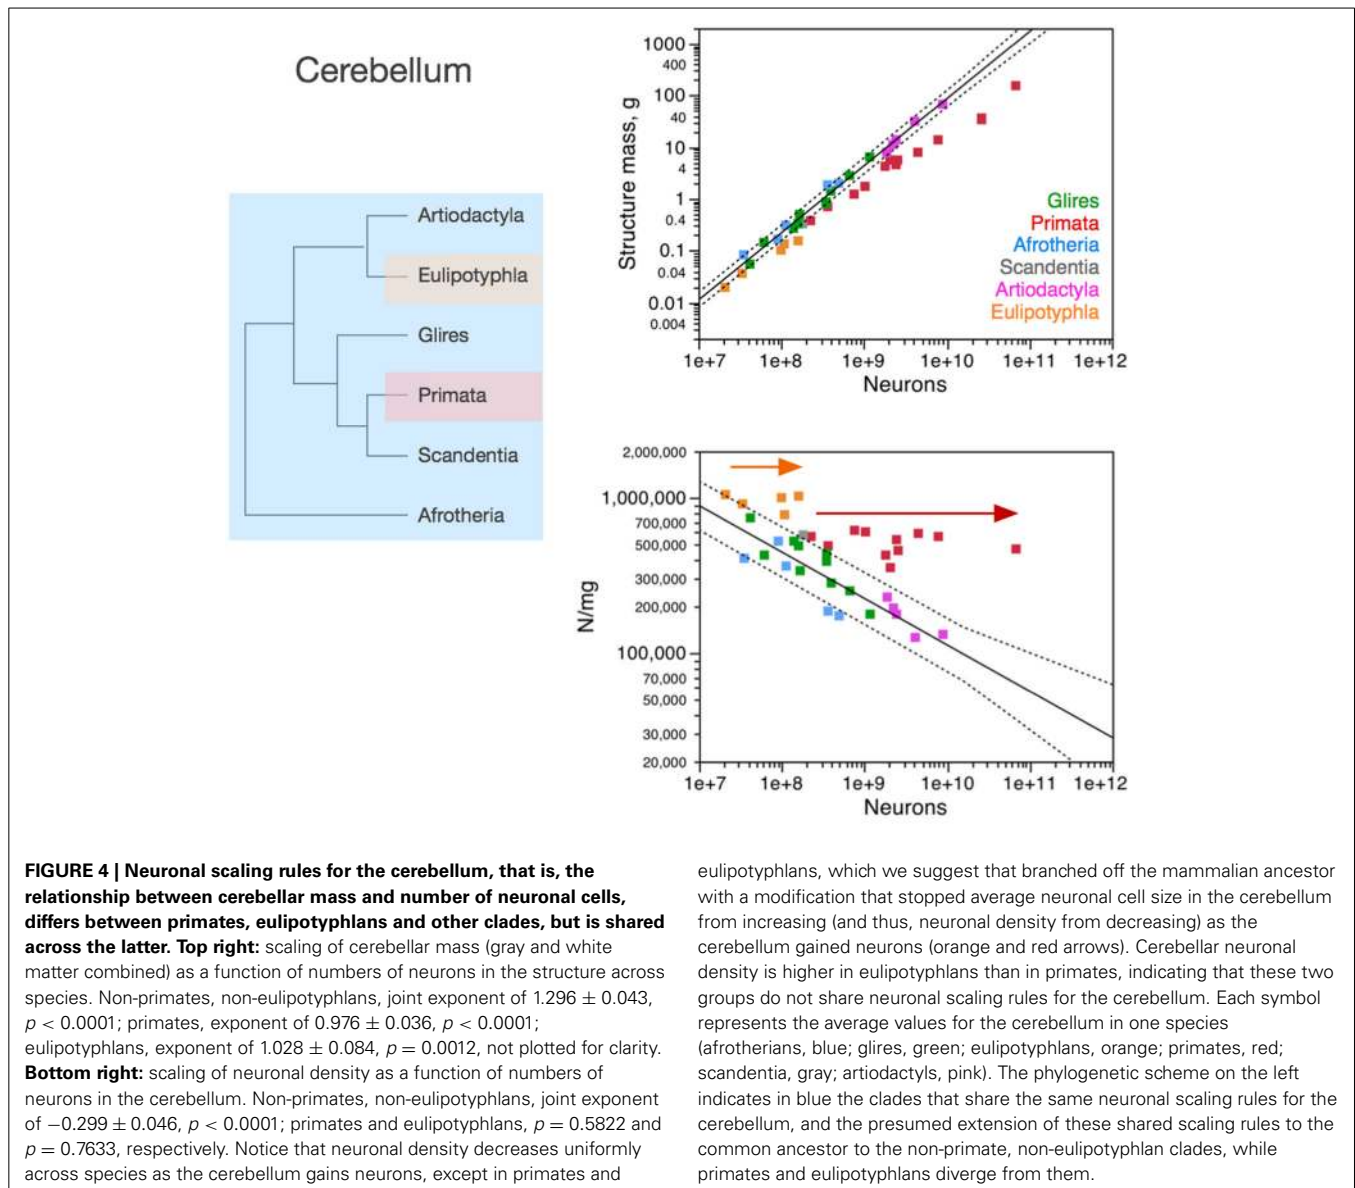 Cerebellum
Artiodactyla
Eulipotyphla
Glires
Primata
Scandentia
Afrotheria
Structure mass, g
1000
400
100
40
10
4
1
0.4
0.1
0.04
0.01
0.004
Glires
Primata
Afrotheria
Scandentia
Artiodactyla
Eulipotyphla
1e+7 1e+8 1e+9 1e+10 1e+11 1e+12
Neurons
N/mg
2,000,000
1,000,000
700,000
500,000
300,000
200,000
100,000
70,000
50,000
30,000
20,000
1e+7 1e+8 1e+9 1e+10 1e+11 1e+12
Neurons
FIGURE 4 | Neuronal scaling rules for the cerebellum, that is, the
relationship between cerebellar mass and number of neuronal cells,
differs between primates, eulipotyphlans and other clades, but is shared
across the latter. Top right: scaling of cerebellar mass (gray and white
matter combined) as a function of numbers of neurons in the structure across
species. Non-primates, non-eulipotyphlans, joint exponent of 1.296 ± 0.043,
p < 0.0001; primates, exponent of 0.976 ± 0.036, p < 0.0001;
eulipotyphlans, exponent of 1.028 ± 0.084, p = 0.0012, not plotted for clarity.
Bottom right: scaling of neuronal density as a function of numbers of
neurons in the cerebellum. Non-primates, non-eulipotyphlans, joint exponent
of −0.299 ± 0.046, p < 0.0001; primates and eulipotyphlans, p = 0.5822 and
p = 0.7633, respectively. Notice that neuronal density decreases uniformly
across species as the cerebellum gains neurons, except in primates and
eulipotyphlans, which we suggest that branched off the mammalian ancestor
with a modification that stopped average neuronal cell size in the cerebellum
from increasing (and thus, neuronal density from decreasing) as the
cerebellum gained neurons (orange and red arrows). Cerebellar neuronal
density is higher in eulipotyphlans than in primates, indicating that these two
groups do not share neuronal scaling rules for the cerebellum. Each symbol
represents the average values for the cerebellum in one species
(afrotherians, blue; glires, green; eulipotyphlans, orange; primates, red;
scandentia, gray; artiodactyls, pink). The phylogenetic scheme on the left
indicates in blue the clades that share the same neuronal scaling rules for the
cerebellum, and the presumed extension of these shared scaling rules to the
common ancestor to the non-primate, non-eulipotyphlan clades, while
primates and eulipotyphlans diverge from them.